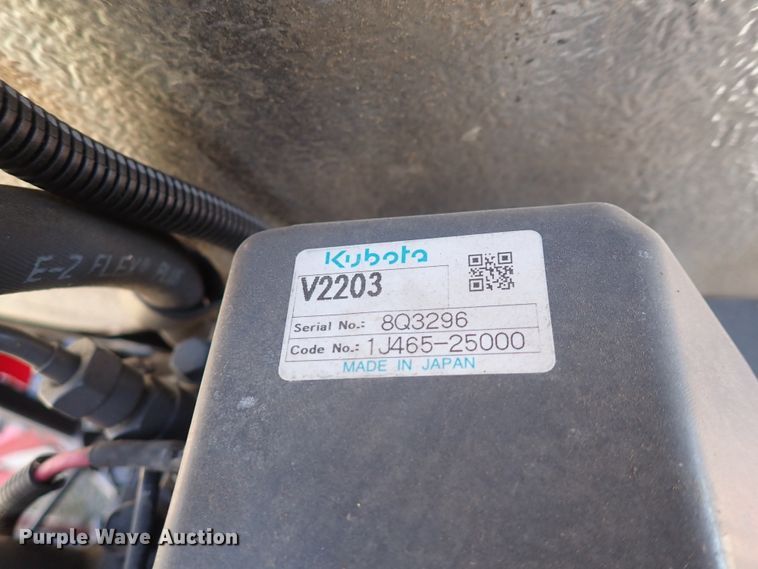 Kubota
V2203
Serial No.: 8Q3296
Code No.: 1J465-25000
MADE IN JAPAN
E-Z FLEX
Purple Wave Auction